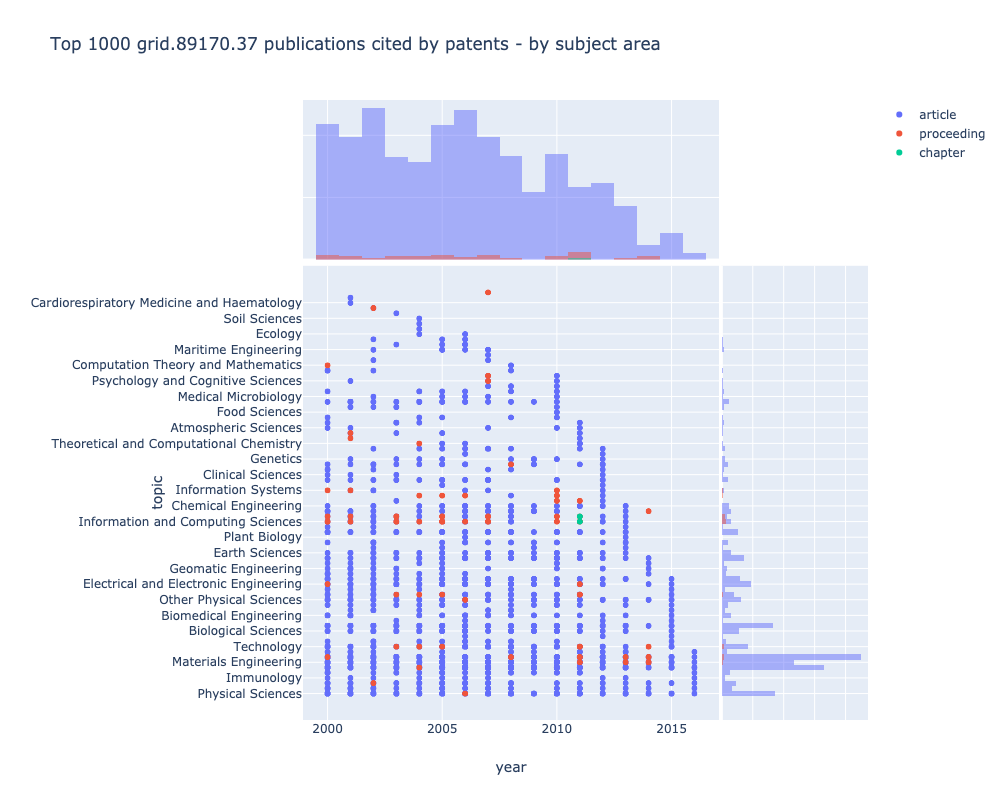 Top 1000 grid.89170.37 publications cited by patents - by subject area
article
proceeding
chapter
Cardiorespiratory Medicine and Haematology
Soil Sciences
Ecology
Maritime Engineering
Computation Theory and Mathematics
Psychology and Cognitive Sciences
Medical Microbiology
Food Sciences
Atmospheric Sciences
Theoretical and Computational Chemistry
Genetics
Clinical Sciences
Information Systems
Chemical Engineering
Information and Computing Sciences
Plant Biology
Earth Sciences
Geomatic Engineering
Electrical and Electronic Engineering
Other Physical Sciences
Biomedical Engineering
Biological Sciences
Technology
Materials Engineering
Immunology
Physical Sciences
topic
2000 2005 2010 2015
year